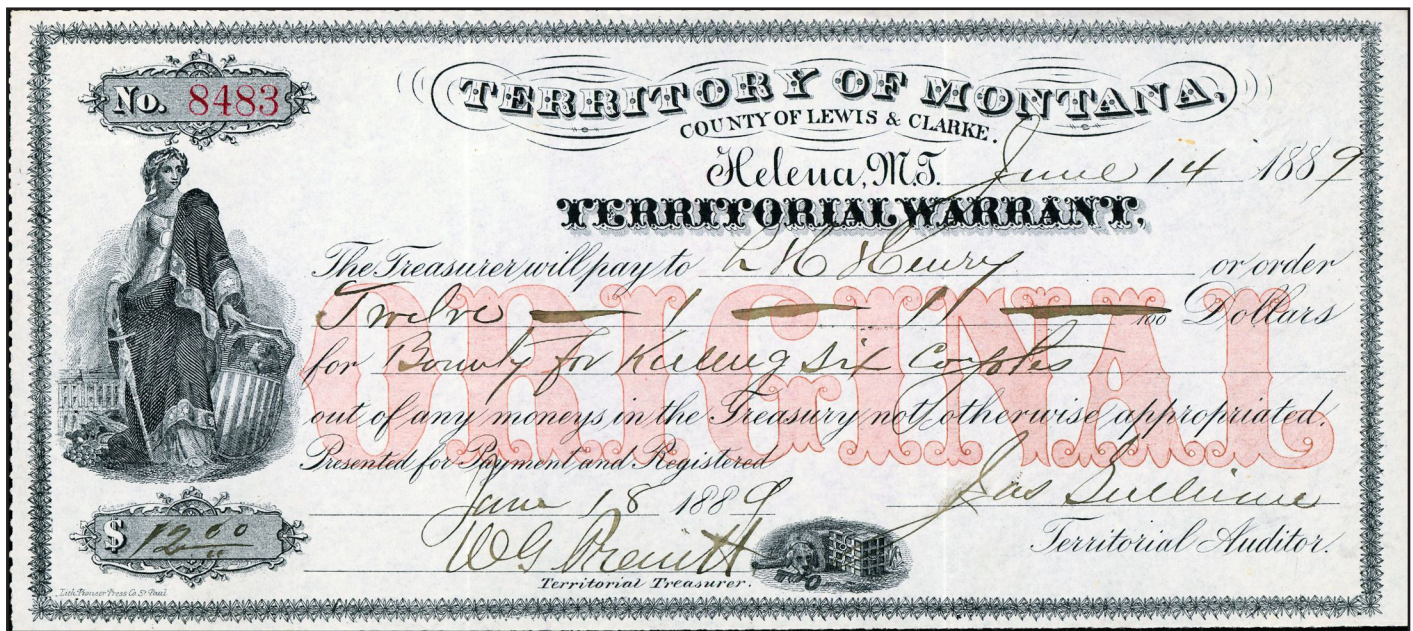 No. 8483
TERRITORY OF MONTANA,
COUNTY OF LEWIS & CLARKE.
Helena, M.T. June 14 1889
TERRITORIAL WARRANT,
The Treasurer will pay to L H Henry or order
Twelve 100 Dollars
for Bounty for Killing Six Coyotes
ORIGINAL
out of any moneys in the Treasury not otherwise appropriated.
Presented for Payment and Registered
June 18 1889 Jas Sullivan
$ 12 00 Territorial Auditor.
W G Preuitt
Territorial Treasurer.
Lith. Pioneer Press Co. St. Paul